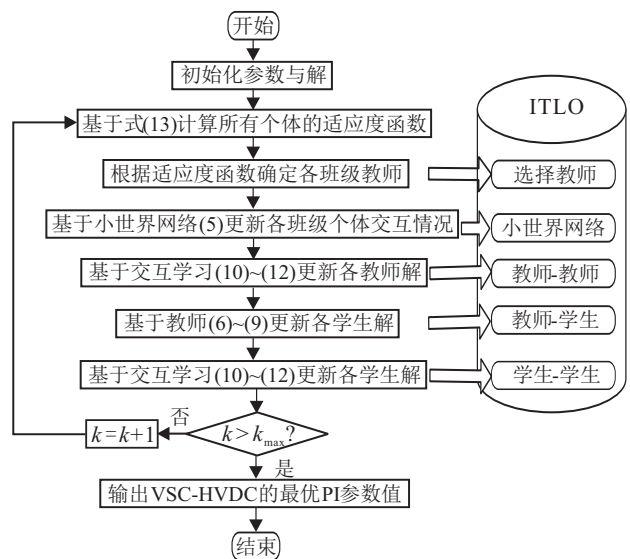 开始
初始化参数与解
基于式(13)计算所有个体的适应度函数
根据适应度函数确定各班级教师
基于小世界网络(5)更新各班级个体交互情况
基于交互学习(10)~(12)更新各教师解
基于教师(6)~(9)更新各学生解
基于交互学习(10)~(12)更新各学生解
否
k=k+1
k>kmax?
是
输出VSC-HVDC的最优PI参数值
结束
ITLO
选择教师
小世界网络
教师-教师
教师-学生
学生-学生